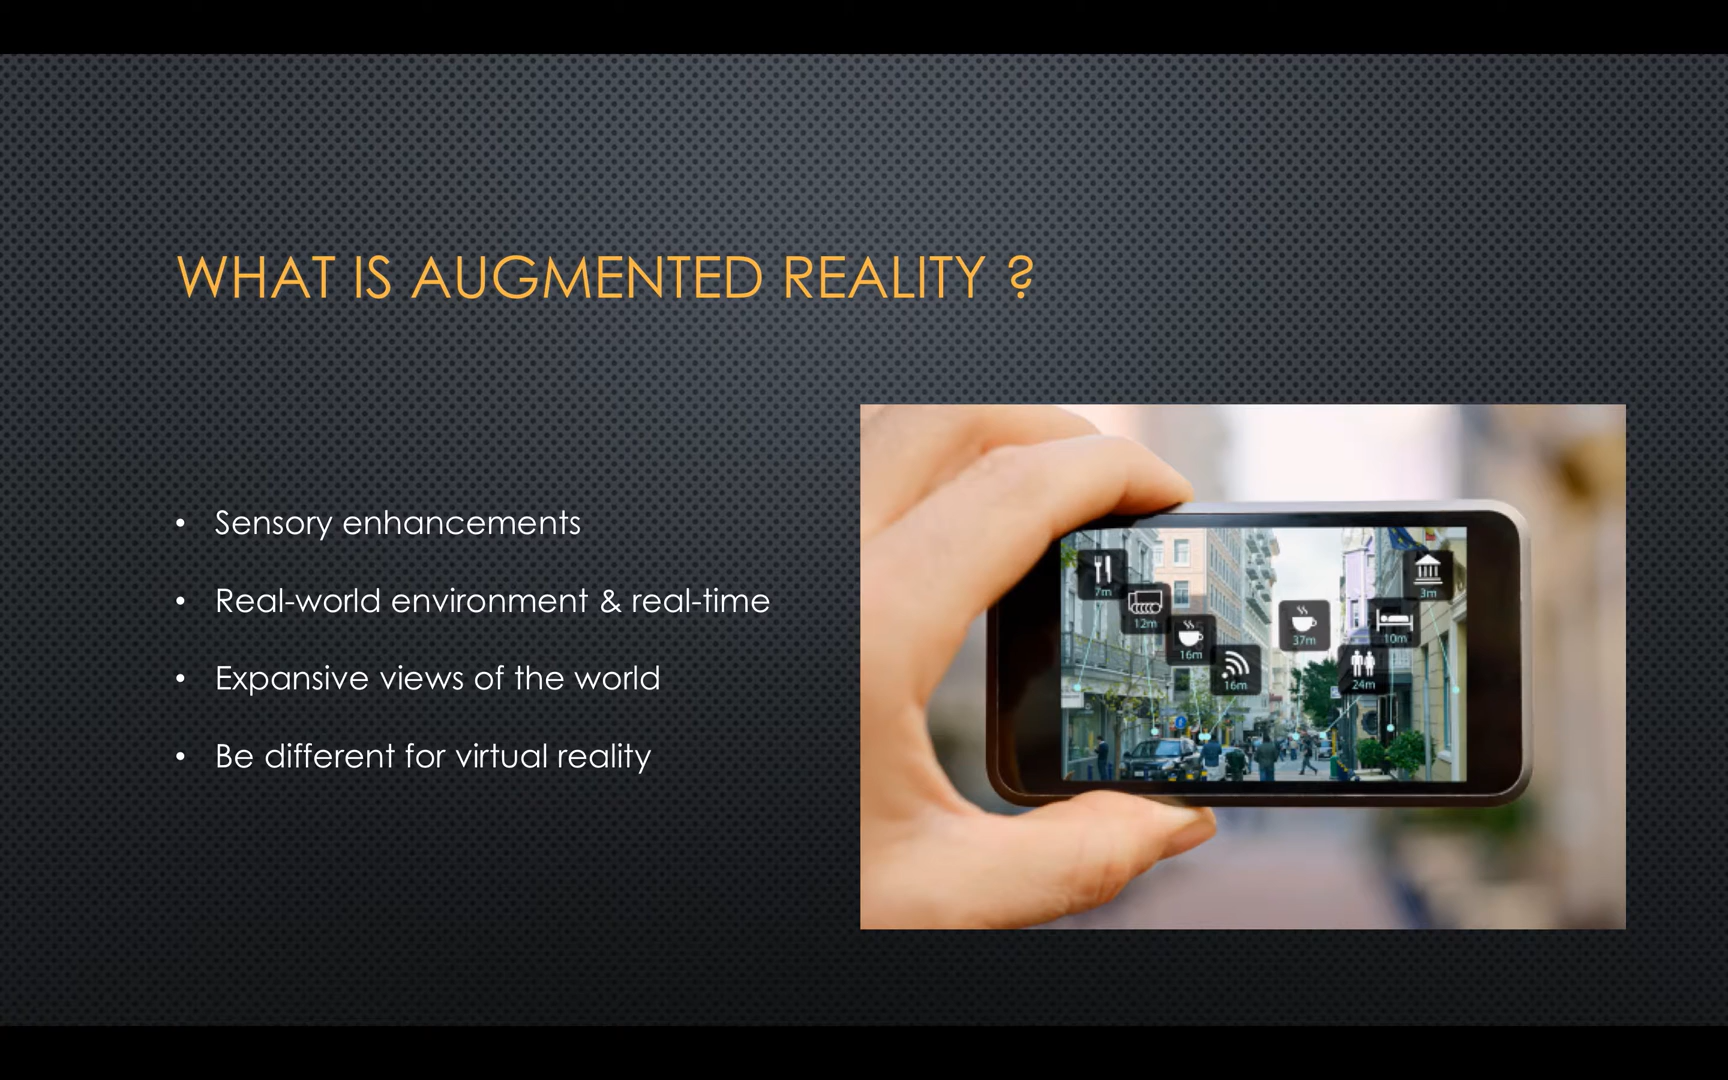 WHAT IS AUGMENTED REALITY ?
• Sensory enhancements
• Real-world environment & real-time
• Expansive views of the world
• Be different for virtual reality
7m
12m
16m
16m
37m
24m
10m
3m